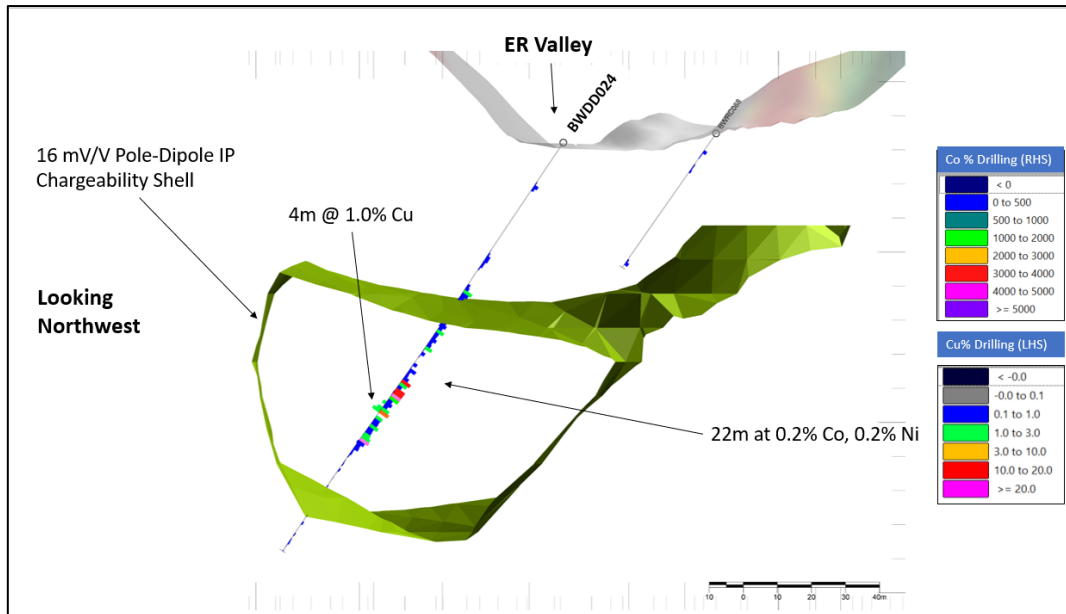 ER Valley
BWDD024
BWRC068
16 mV/V Pole-Dipole IP
Chargeability Shell
4m @ 1.0% Cu
Looking
Northwest
22m at 0.2% Co, 0.2% Ni
Co % Drilling (RHS)
< 0
0 to 500
500 to 1000
1000 to 2000
2000 to 3000
3000 to 4000
4000 to 5000
>= 5000
Cu% Drilling (LHS)
< -0.0
-0.0 to 0.1
0.1 to 1.0
1.0 to 3.0
3.0 to 10.0
10.0 to 20.0
>= 20.0
10 0 10 20 30 40m